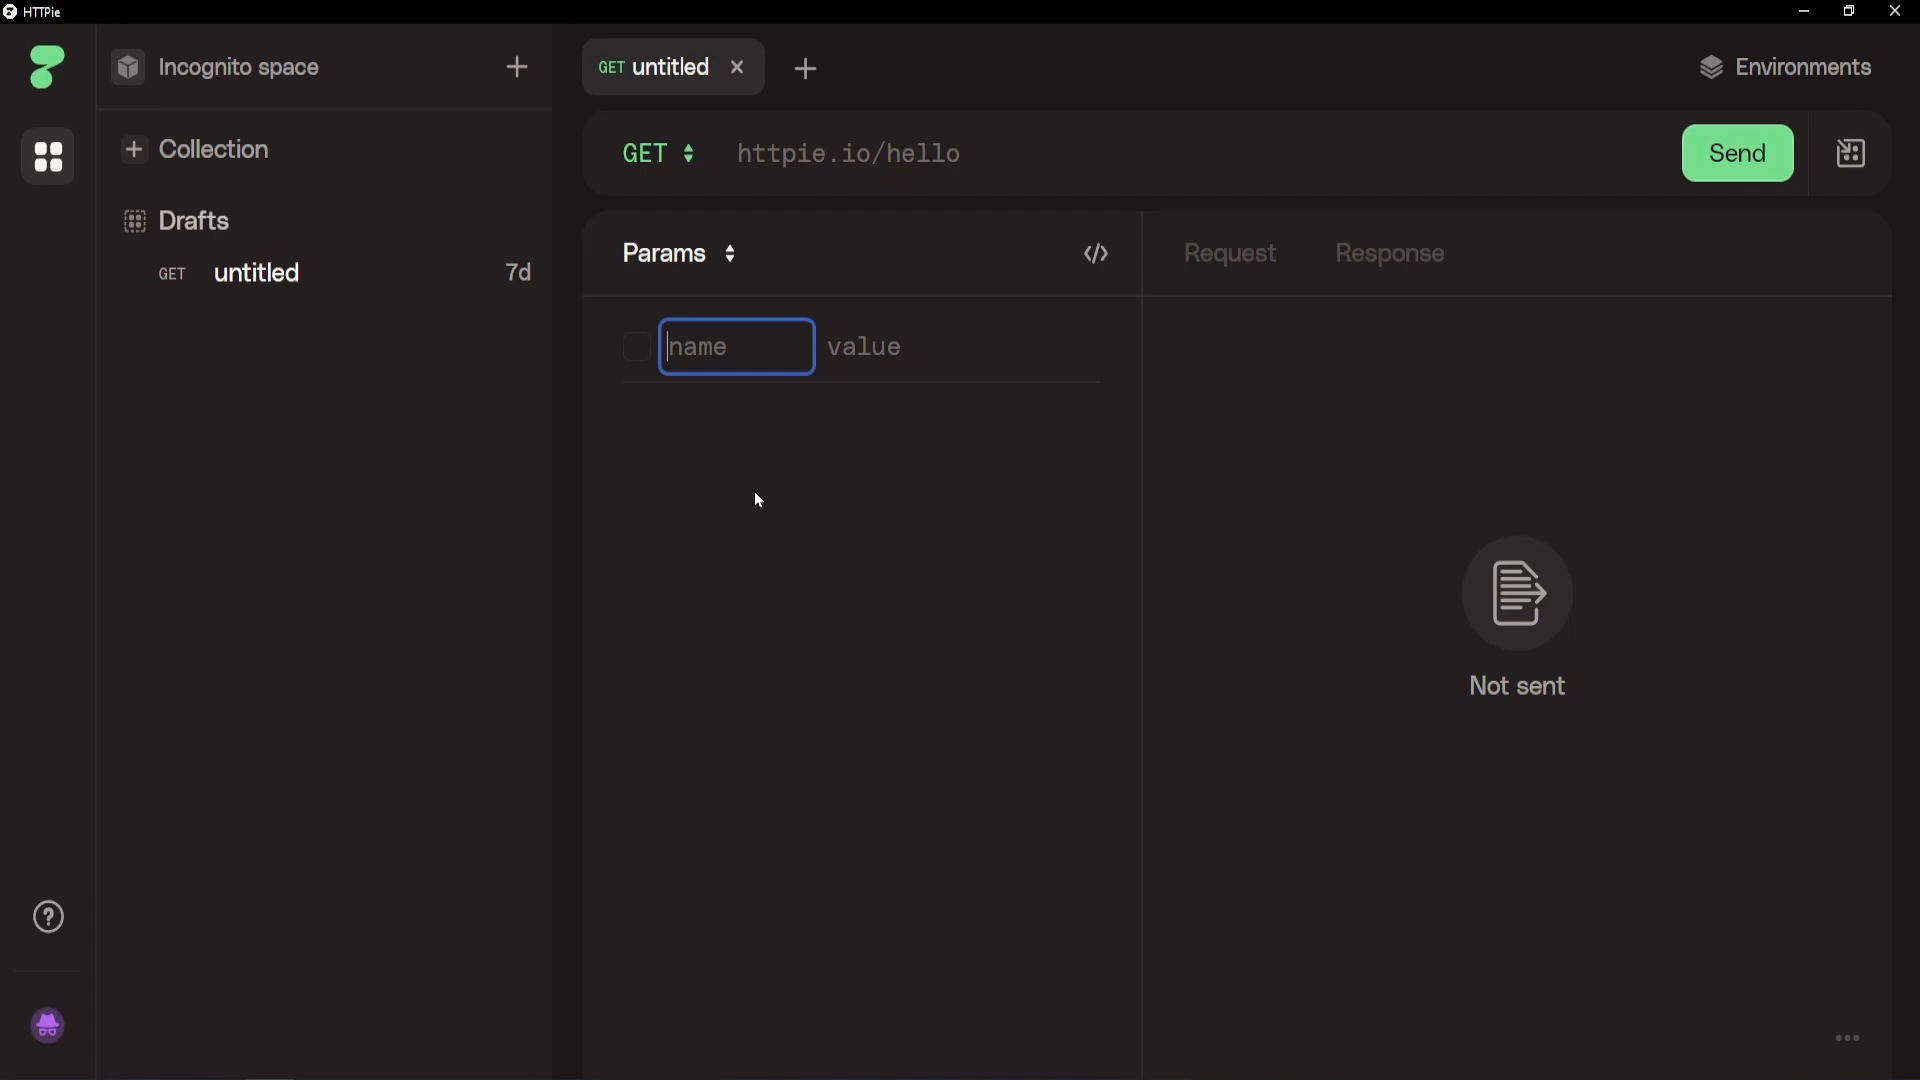 HTTPie
Incognito space
GET untitled
Environments
Collection
GET
httpie.io/hello
Send
Drafts
GET untitled 7d
Params
Request
Response
name
value
Not sent